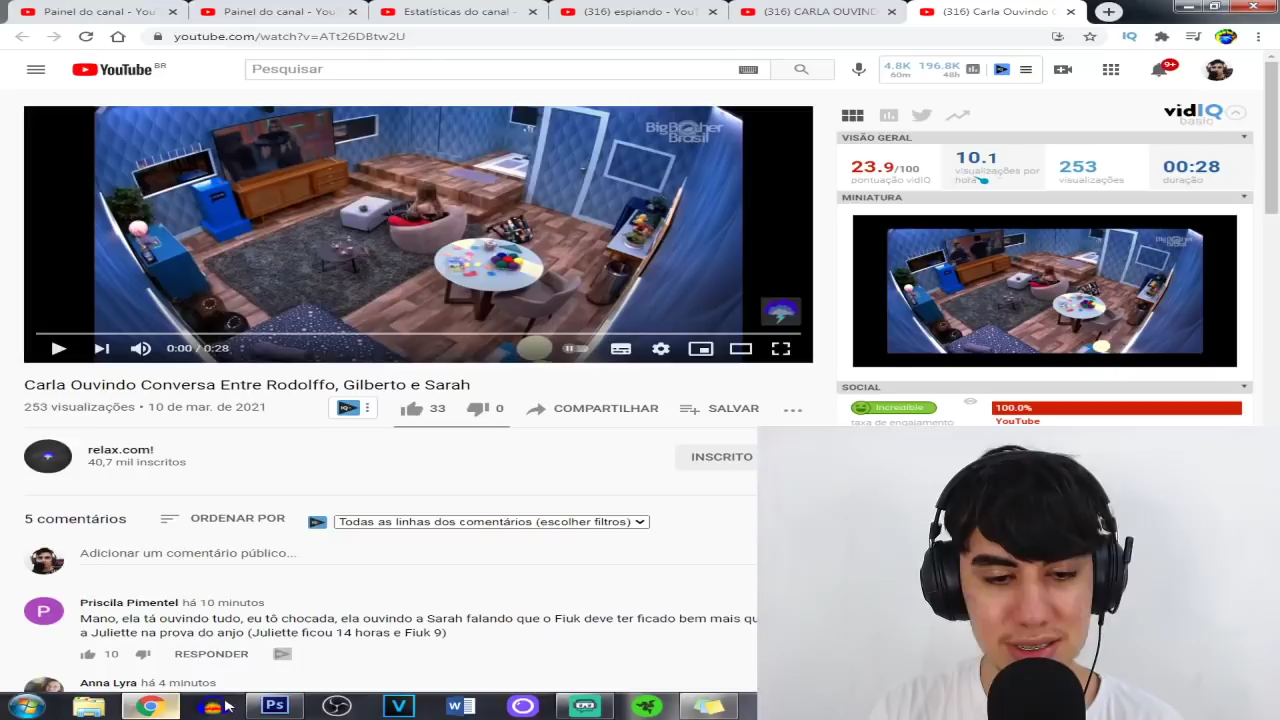 Painel do canal - You
Painel do canal - You
Estatísticas do canal -
(316) espiando - YouT
(316) CARLA OUVIND
(316) Carla Ouvindo C
youtube.com/watch?v=ATt26DBtw2U
IQ
YouTube BR
Pesquisar
4.8K 196.8K
60m 48h
9+
BigBrother
Brasil
vidIQ
basic
VISÃO GERAL
23.9/100
pontuação vidIQ
10.1
visualizações por
hora
253
visualizações
00:28
duração
MINIATURA
0:00 / 0:28
Carla Ouvindo Conversa Entre Rodolffo, Gilberto e Sarah
253 visualizações • 10 de mar. de 2021
33
0
COMPARTILHAR
SALVAR
SOCIAL
Incredible
taxa de engajamento
100.0%
YouTube
relax.com!
40,7 mil inscritos
INSCRITO
5 comentários
ORDENAR POR
Todas as linhas dos comentários (escolher filtros)
Adicionar um comentário público...
P
Priscila Pimentel há 10 minutos
Mano, ela tá ouvindo tudo, eu tô chocada, ela ouvindo a Sarah falando que o Fiuk deve ter ficado bem mais qu
a Juliette na prova do anjo (Juliette ficou 14 horas e Fiuk 9)
10
RESPONDER
Anna Lyra há 4 minutos
Ps
V
W